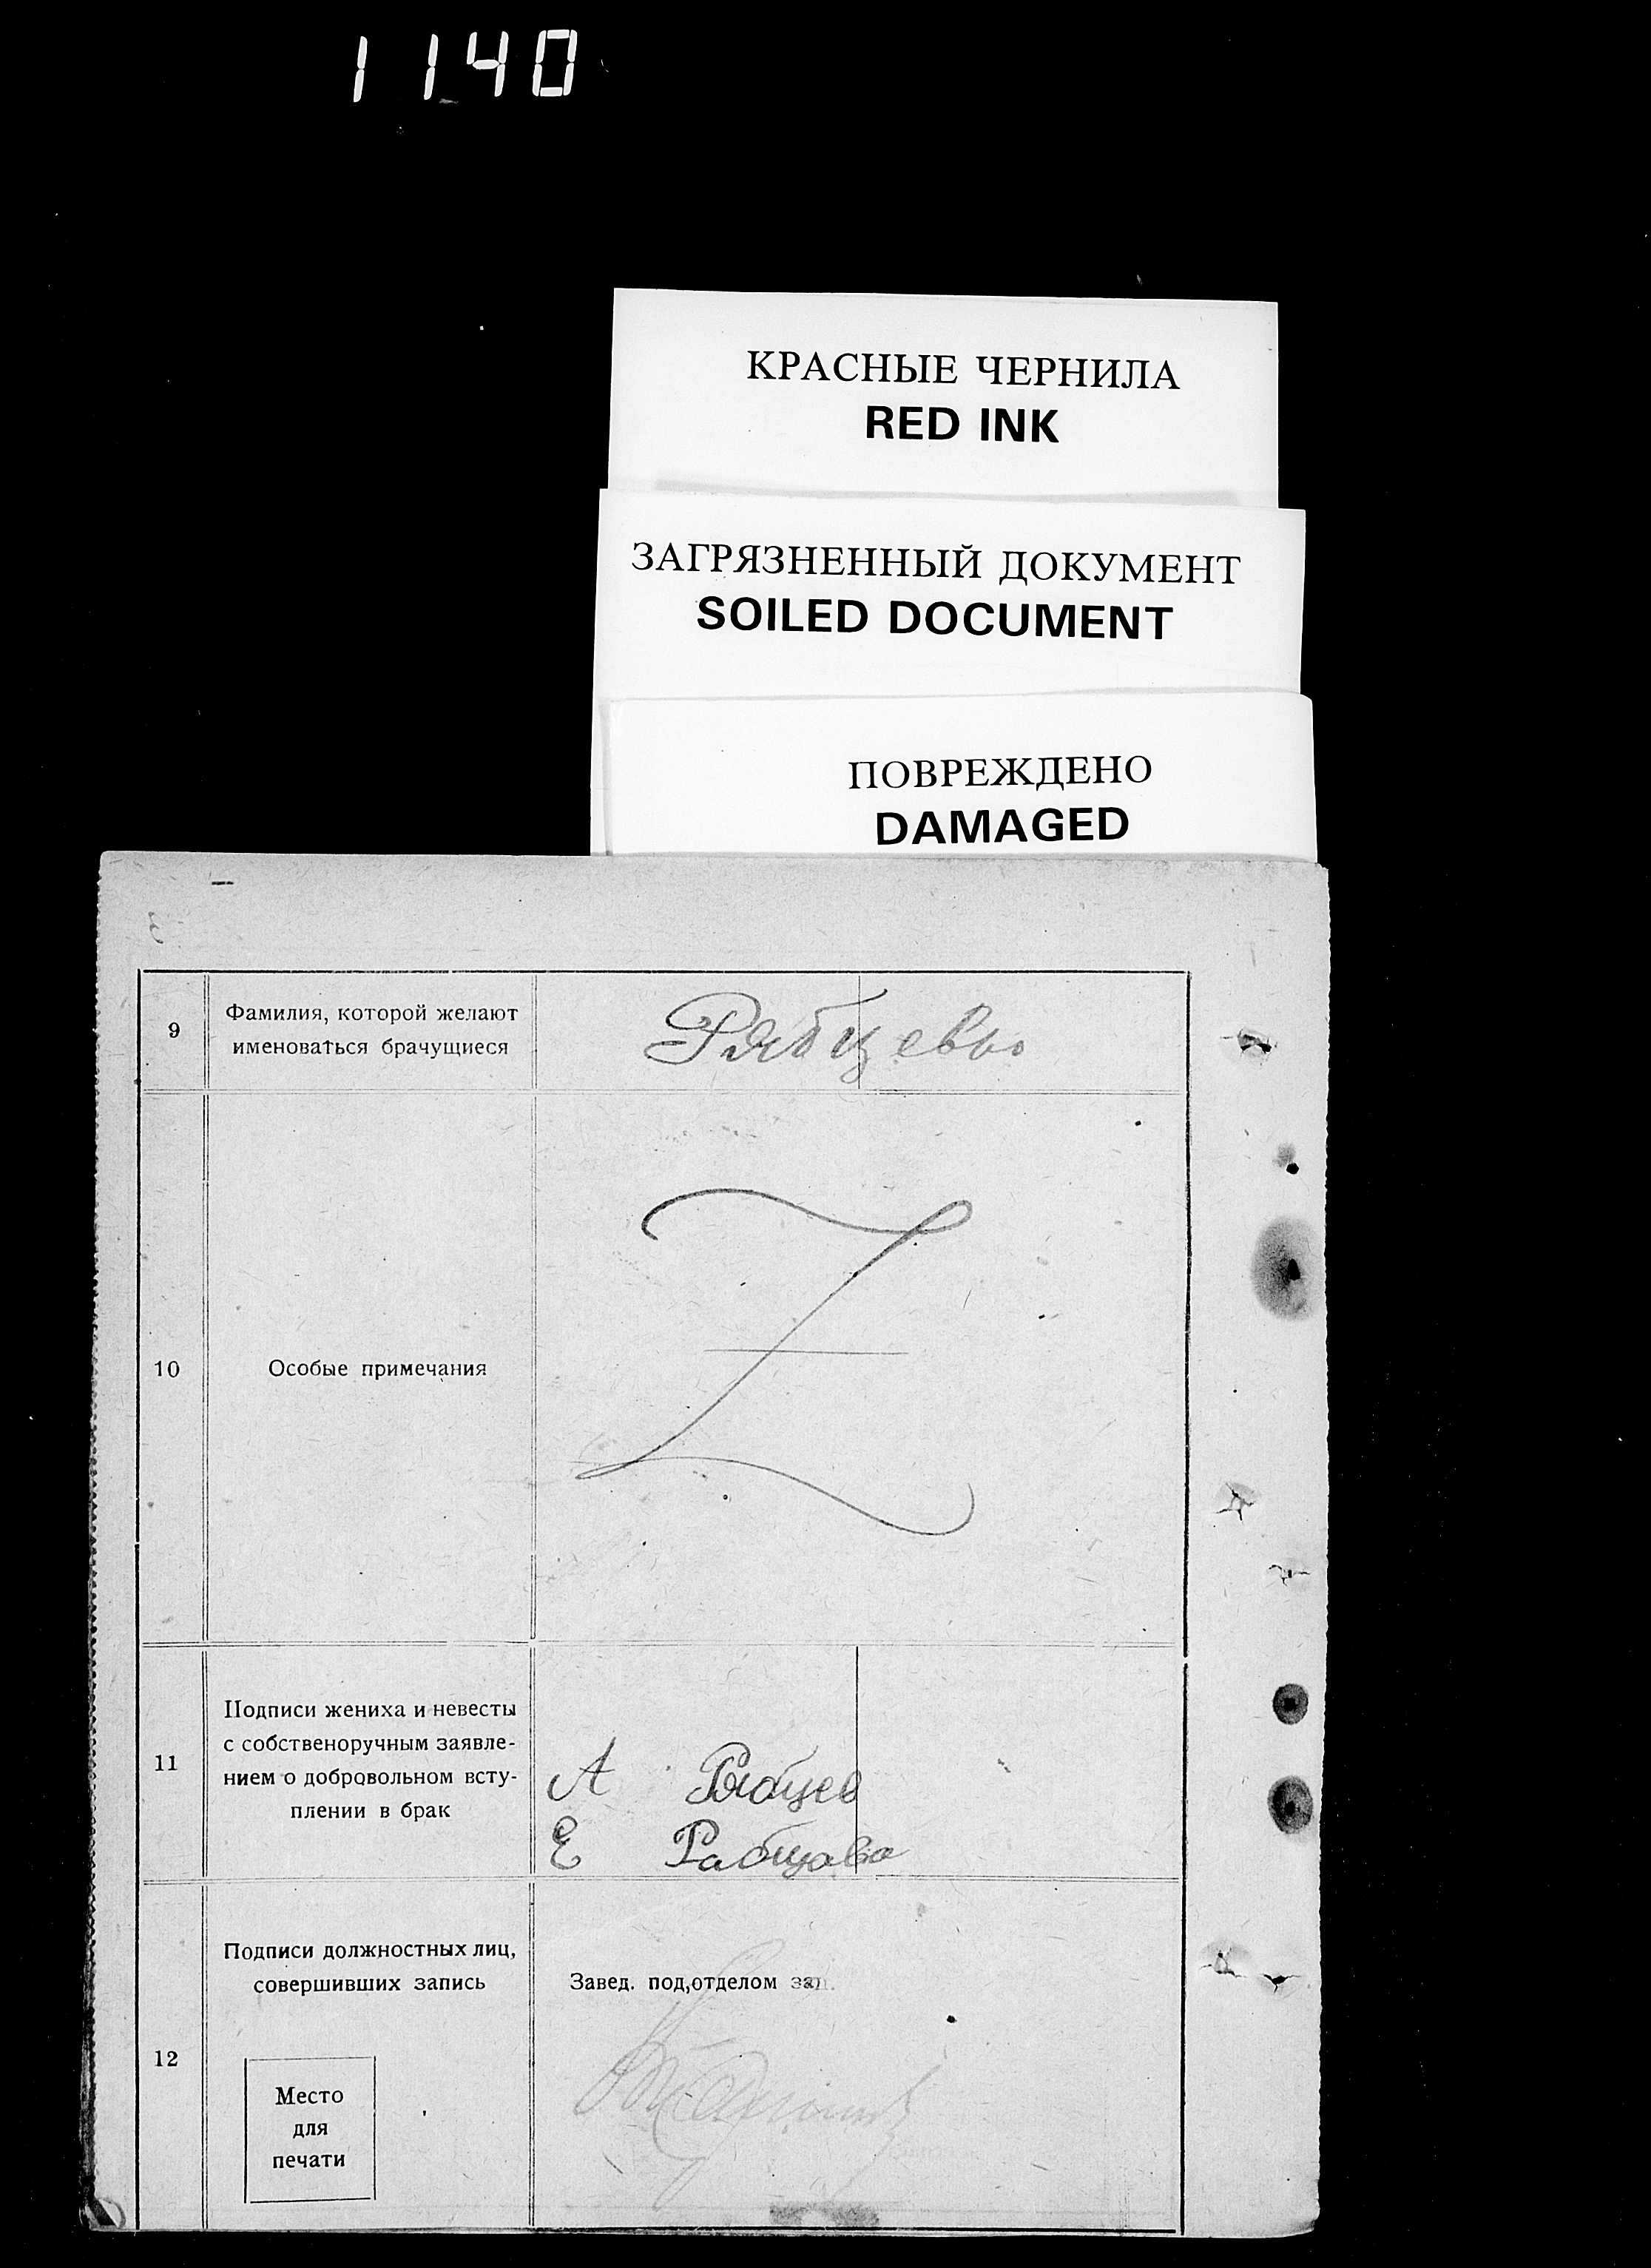 1140
КРАСНЫЕ ЧЕРНИЛА
RED INK
ЗАГРЯЗНЕННЫЙ ДОКУМЕНТ
SOILED DOCUMENT
ПОВРЕЖДЕНО
DAMAGED
9
Фамилия, которой желают
именоваться брачущиеся
Рябцевы
10
Особые примечания
Z
11
Подписи жениха и невесты
с собственоручным заявле-
нием о добровольном всту-
плении в брак
А Рябцев
Е Рабцова
12
Подписи должностных лиц,
совершивших запись
Место
для
печати
Завед. под,отделом зап.